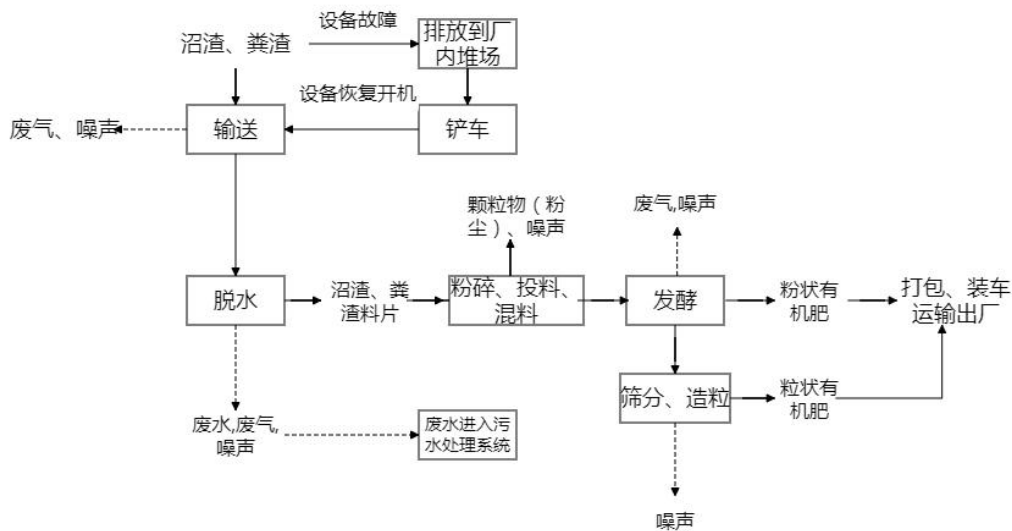 设备故障
沼渣、粪渣
排放到厂
内堆场
设备恢复开机
废气、噪声
输送
铲车
颗粒物（粉
尘）、噪声
废气,噪声
脱水
沼渣、粪
渣料片
粉碎、投料、
混料
发酵
粉状有
机肥
打包、装车
运输出厂
筛分、造粒
粒状有
机肥
废水,废气,
噪声
废水进入污
水处理系统
噪声